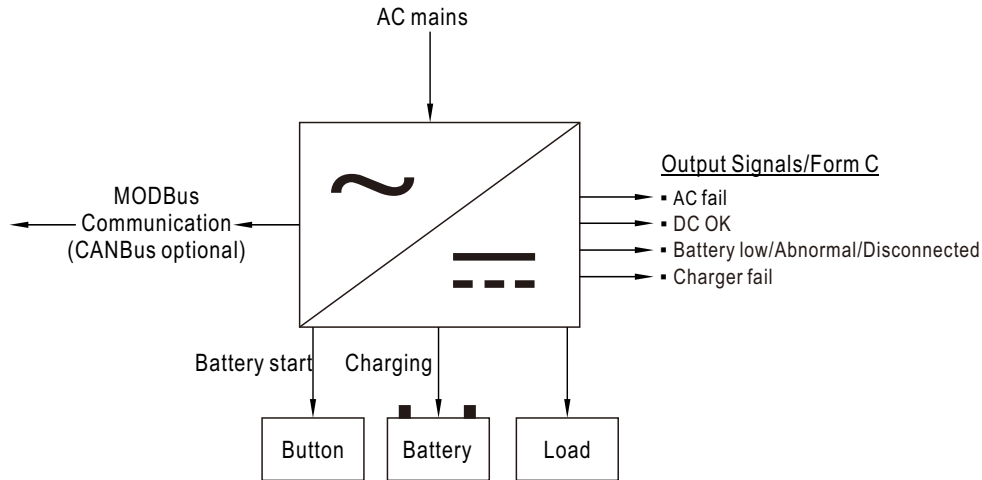 AC mains
MODBus
Communication
(CANBus optional)
Output Signals/Form C
▪ AC fail
▪ DC OK
▪ Battery low/Abnormal/Disconnected
▪ Charger fail
Battery start
Charging
Button
Battery
Load